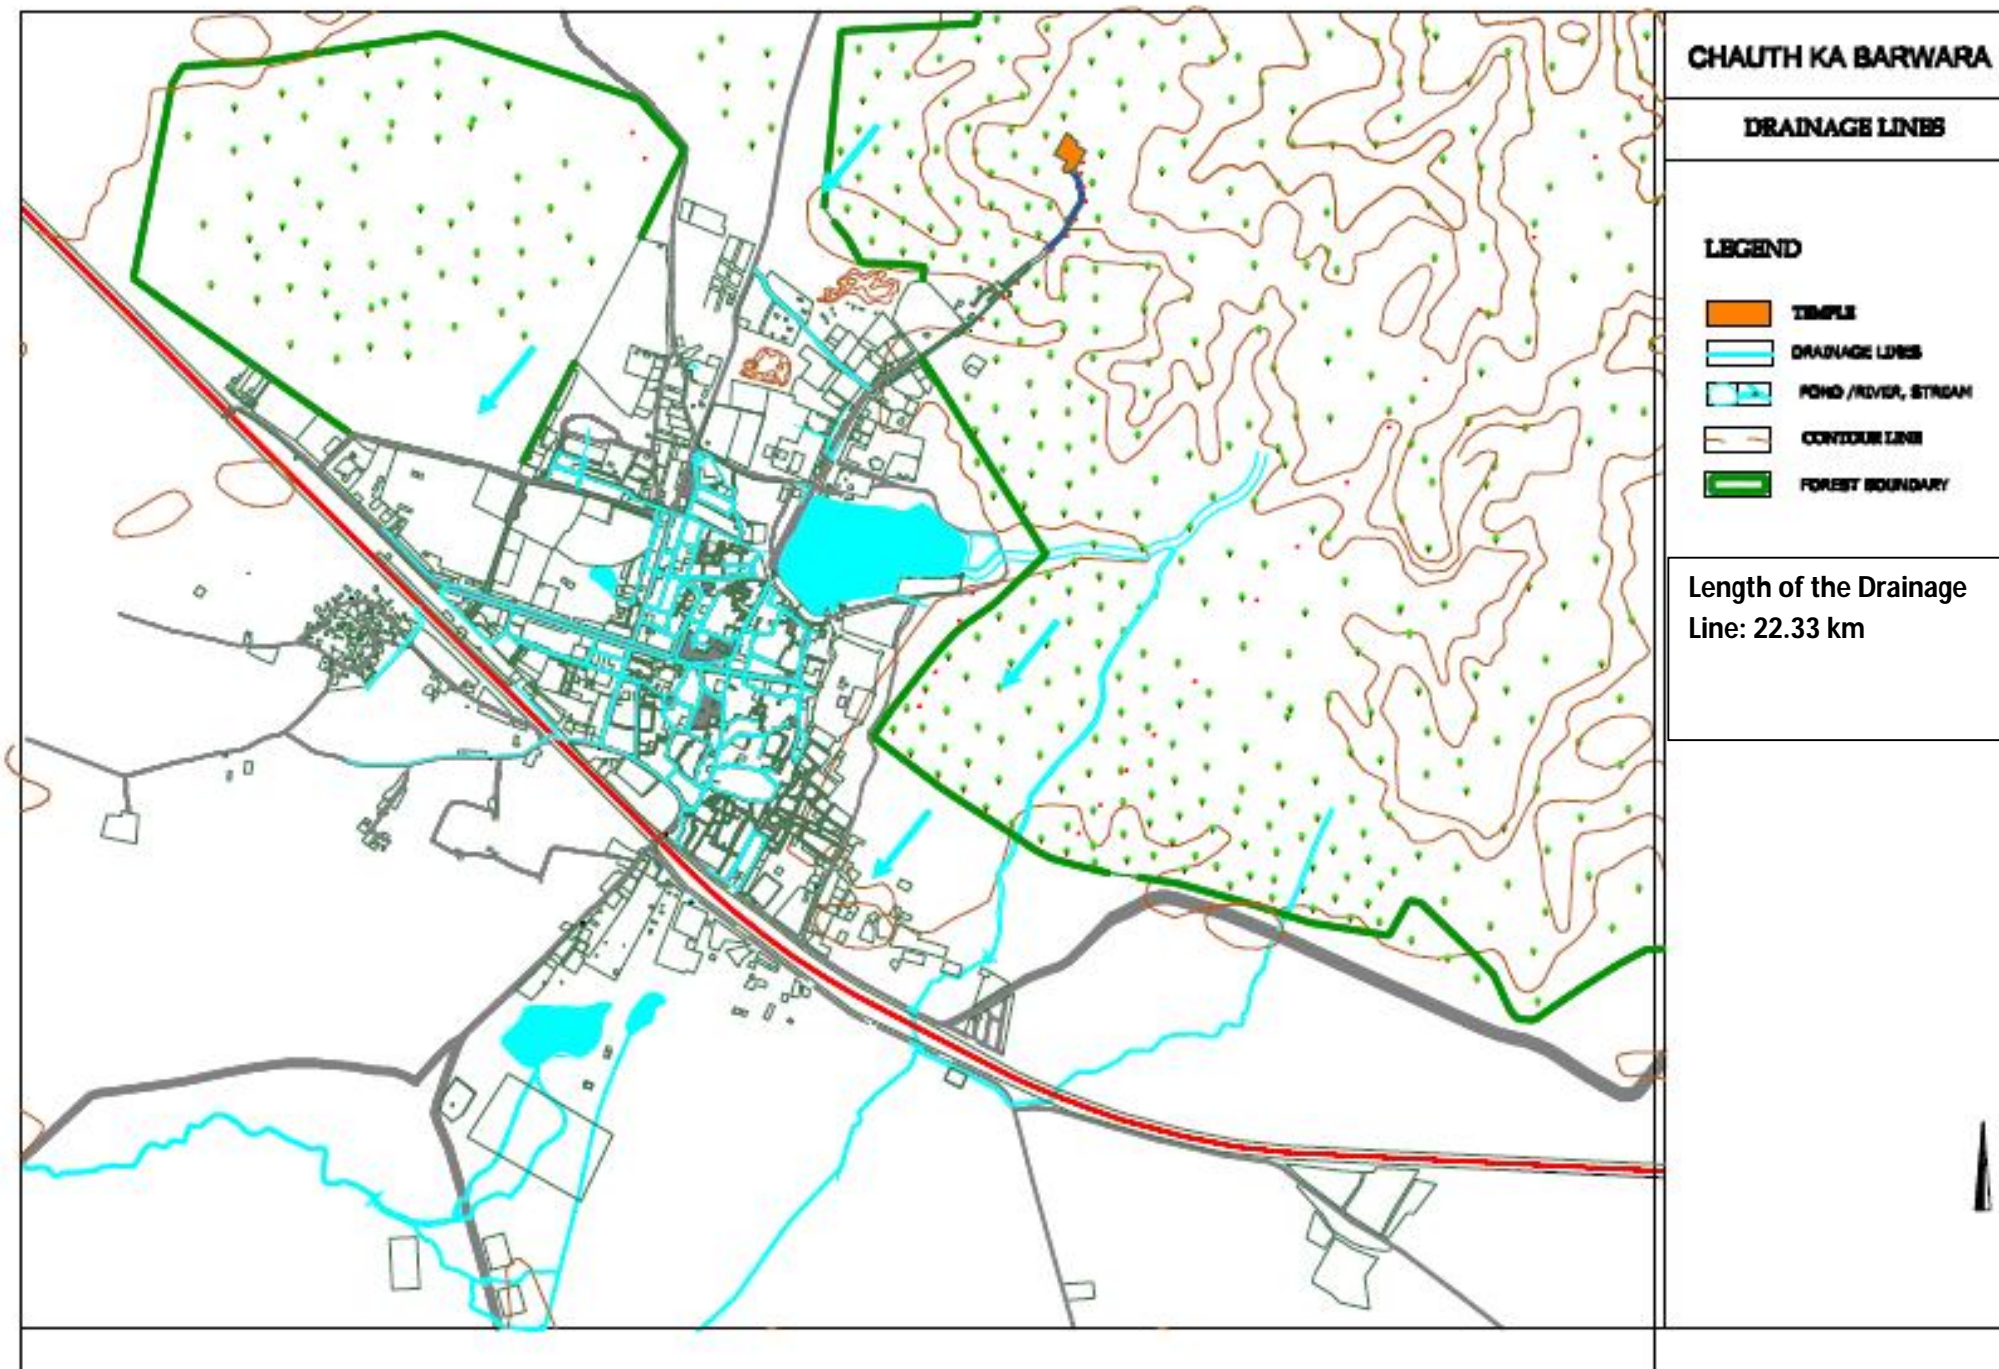 CHAUTH KA BARWARA
DRAINAGE LINES
LEGEND
TEMPLE
DRAINAGE LINES
POND /RIVER, STREAM
CONTOUR LINE
FOREST BOUNDARY
Length of the Drainage
Line: 22.33 km